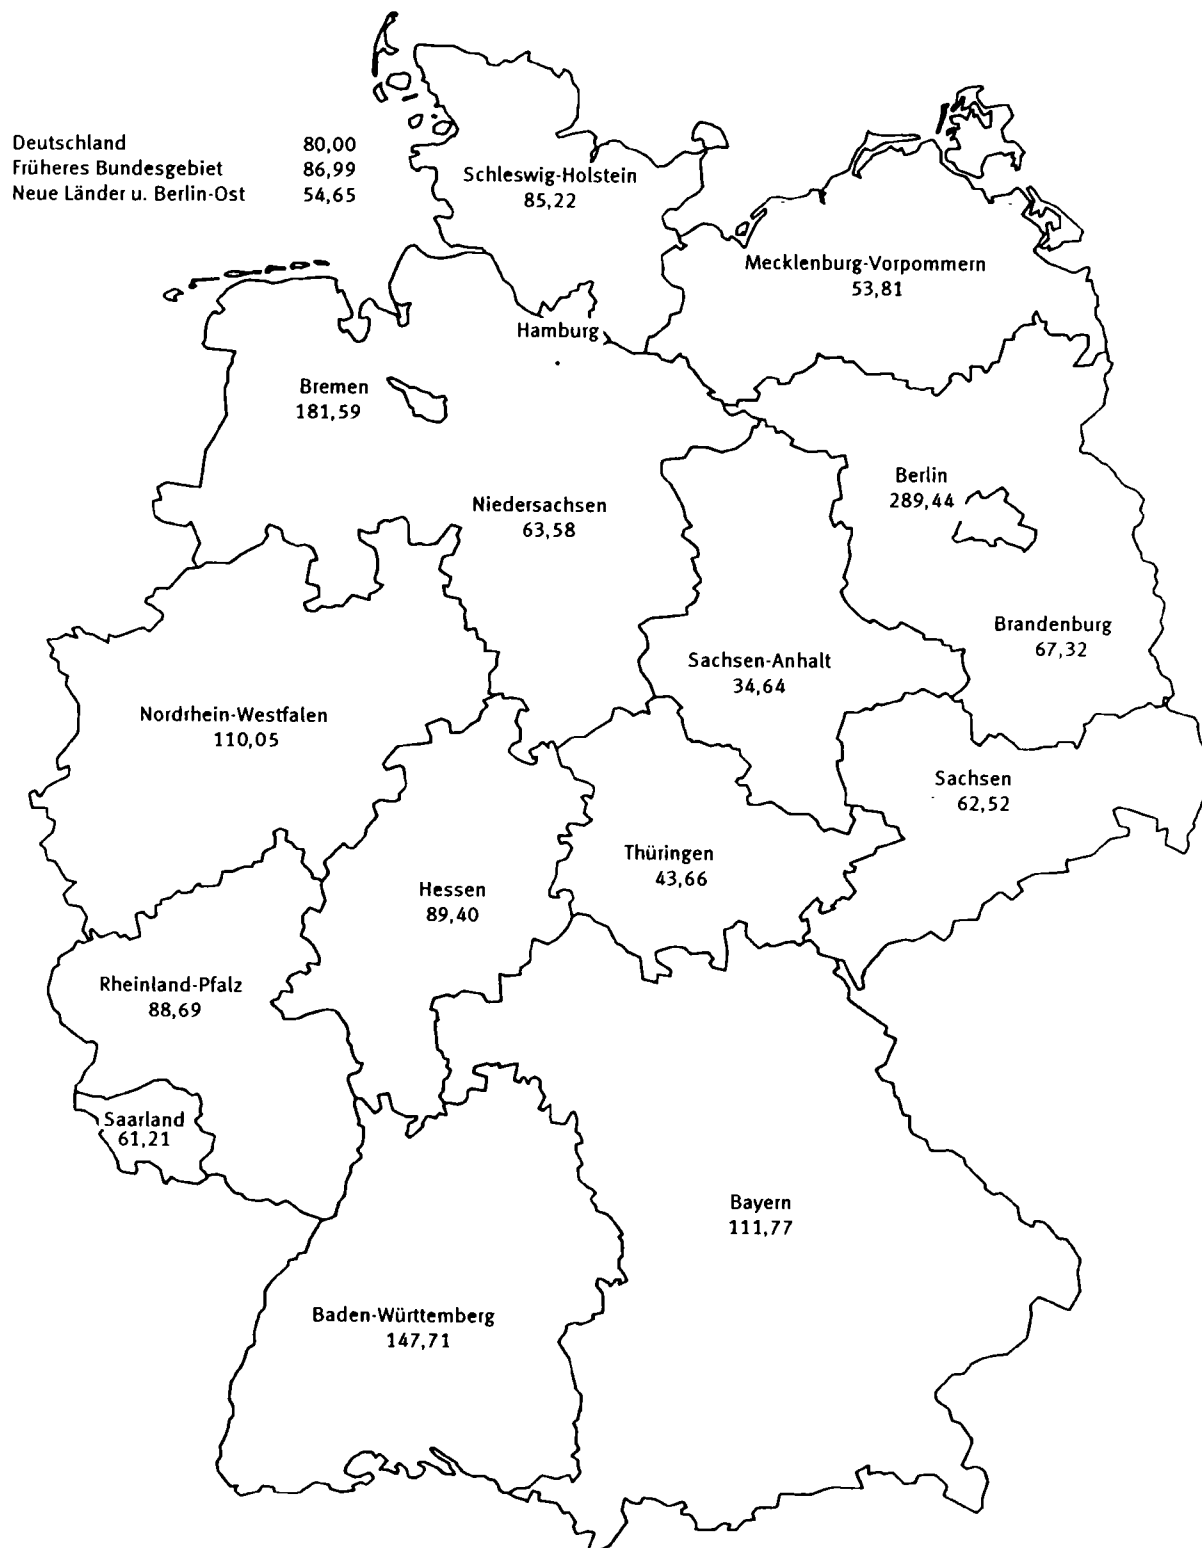 Deutschland 80,00
Früheres Bundesgebiet 86,99
Neue Länder u. Berlin-Ost 54,65
Schleswig-Holstein
85,22
Mecklenburg-Vorpommern
53,81
Hamburg
Bremen
181,59
Berlin
289,44
Niedersachsen
63,58
Brandenburg
67,32
Sachsen-Anhalt
34,64
Nordrhein-Westfalen
110,05
Sachsen
62,52
Thüringen
43,66
Hessen
89,40
Rheinland-Pfalz
88,69
Saarland
61,21
Bayern
111,77
Baden-Württemberg
147,71